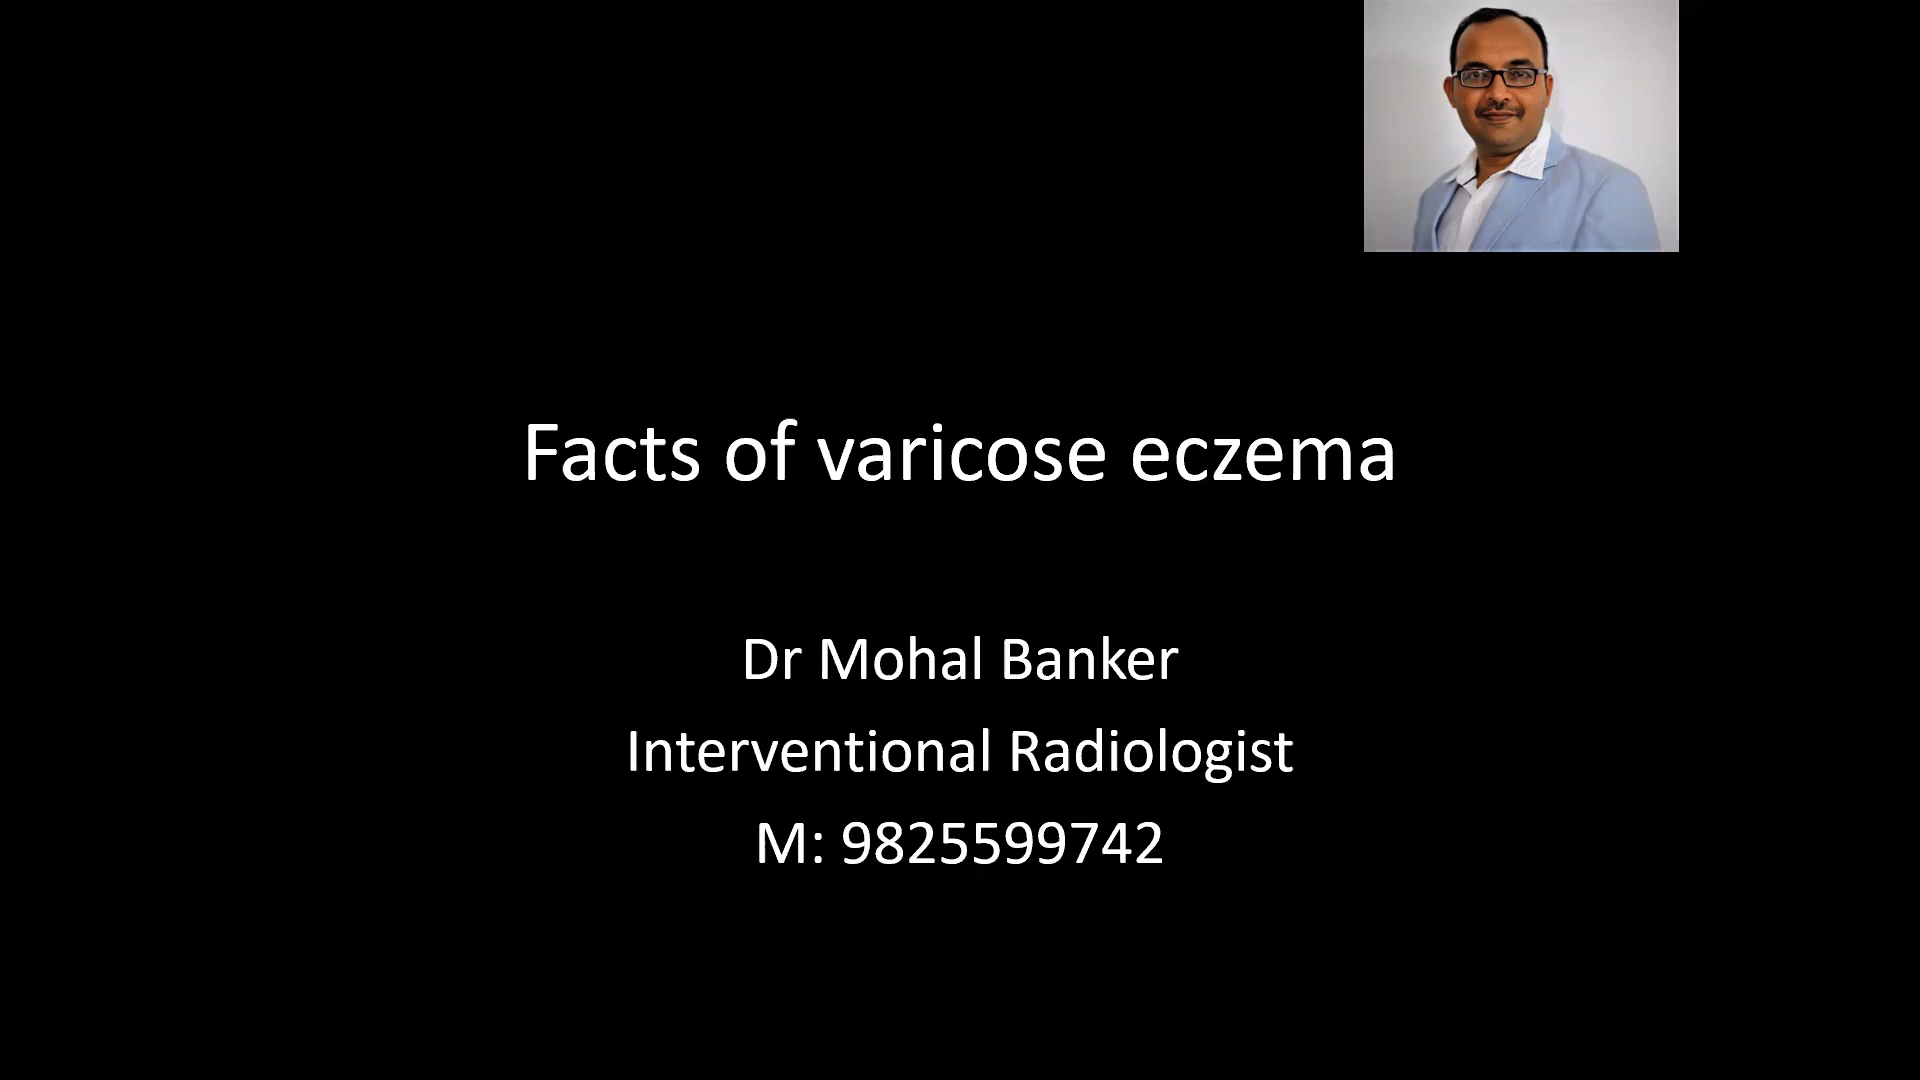 Facts of varicose eczema
Dr Mohal Banker
Interventional Radiologist
M: 9825599742